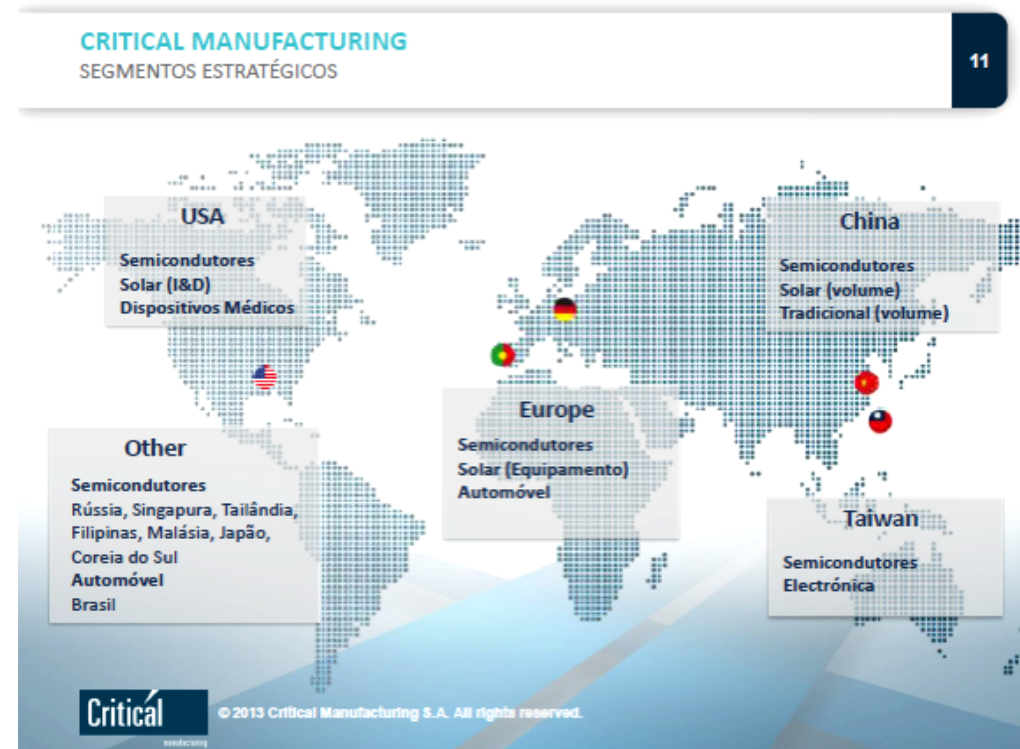 CRITICAL MANUFACTURING
SEGMENTOS ESTRATÉGICOS
11
USA
Semicondutores
Solar (I&D)
Dispositivos Médicos
China
Semicondutores
Solar (volume)
Tradicional (volume)
Europe
Semicondutores
Solar (Equipamento)
Automóvel
Other
Semicondutores
Rússia, Singapura, Tailândia,
Filipinas, Malásia, Japão,
Coreia do Sul
Automóvel
Brasil
Taiwan
Semicondutores
Electrónica
Critical
manufacturing
© 2013 Critical Manufacturing S.A. All rights reserved.